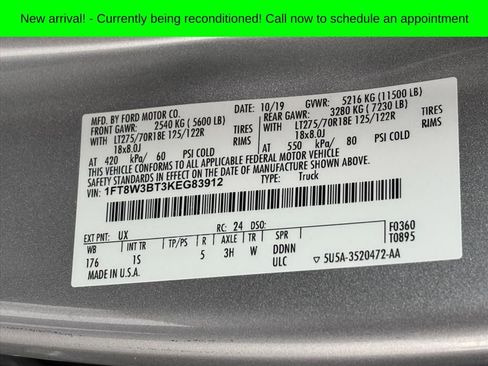 New arrival! - Currently being reconditioned! Call now to schedule an appointment
MFD. BY FORD MOTOR CO. DATE: 10/19 GVWR: 5216 KG (11500 LB)
FRONT GAWR: 2540 KG ( 5600 LB) REAR GAWR: 3280 KG ( 7230 LB)
WITH LT275/70R18E 125/122R TIRES WITH LT275/70R18E 125/122R TIRES
18x8.0J RIMS 18x8.0J RIMS
AT 420 kPa/ 60 PSI COLD AT 550 kPa/ 80 PSI COLD
THIS VEHICLE CONFORMS TO ALL APPLICABLE FEDERAL MOTOR VEHICLE
SAFETY STANDARDS IN EFFECT ON THE DATE OF MANUFACTURE SHOWN ABOVE.
VIN: 1FT8W3BT3KEG83912 TYPE: Truck
EXT PNT: UX RC: 24 DSO: F0360
WB INT TR TP/PS R AXLE TR SPR T0895
176 1S 5 3H W DDNN
MADE IN U.S.A. ULC ▽ 5U5A-3520472-AA